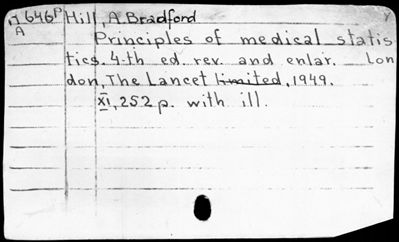 17646P Hill, A Bradford
A
Principles of medical statis
tics. 4-th ed. rev. and enlar. Lon
don, The Lancet Limited, 1949.
XI, 252 p. with ill.